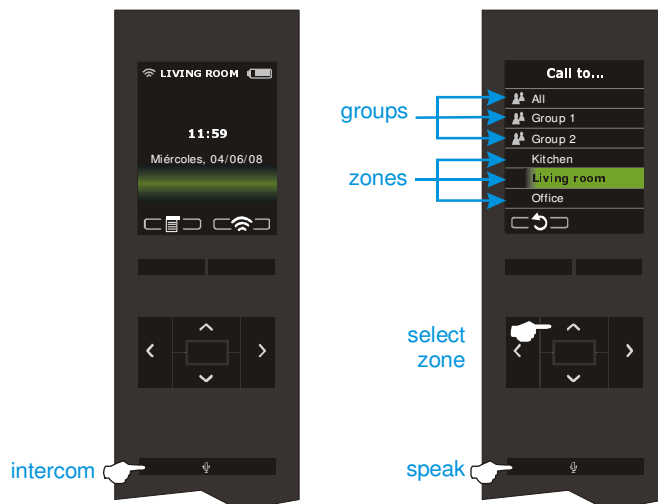 LIVING ROOM
11:59
Miércoles, 04/06/08
intercom
Call to...
All
Group 1
Group 2
Kitchen
Living room
Office
groups
zones
select
zone
speak